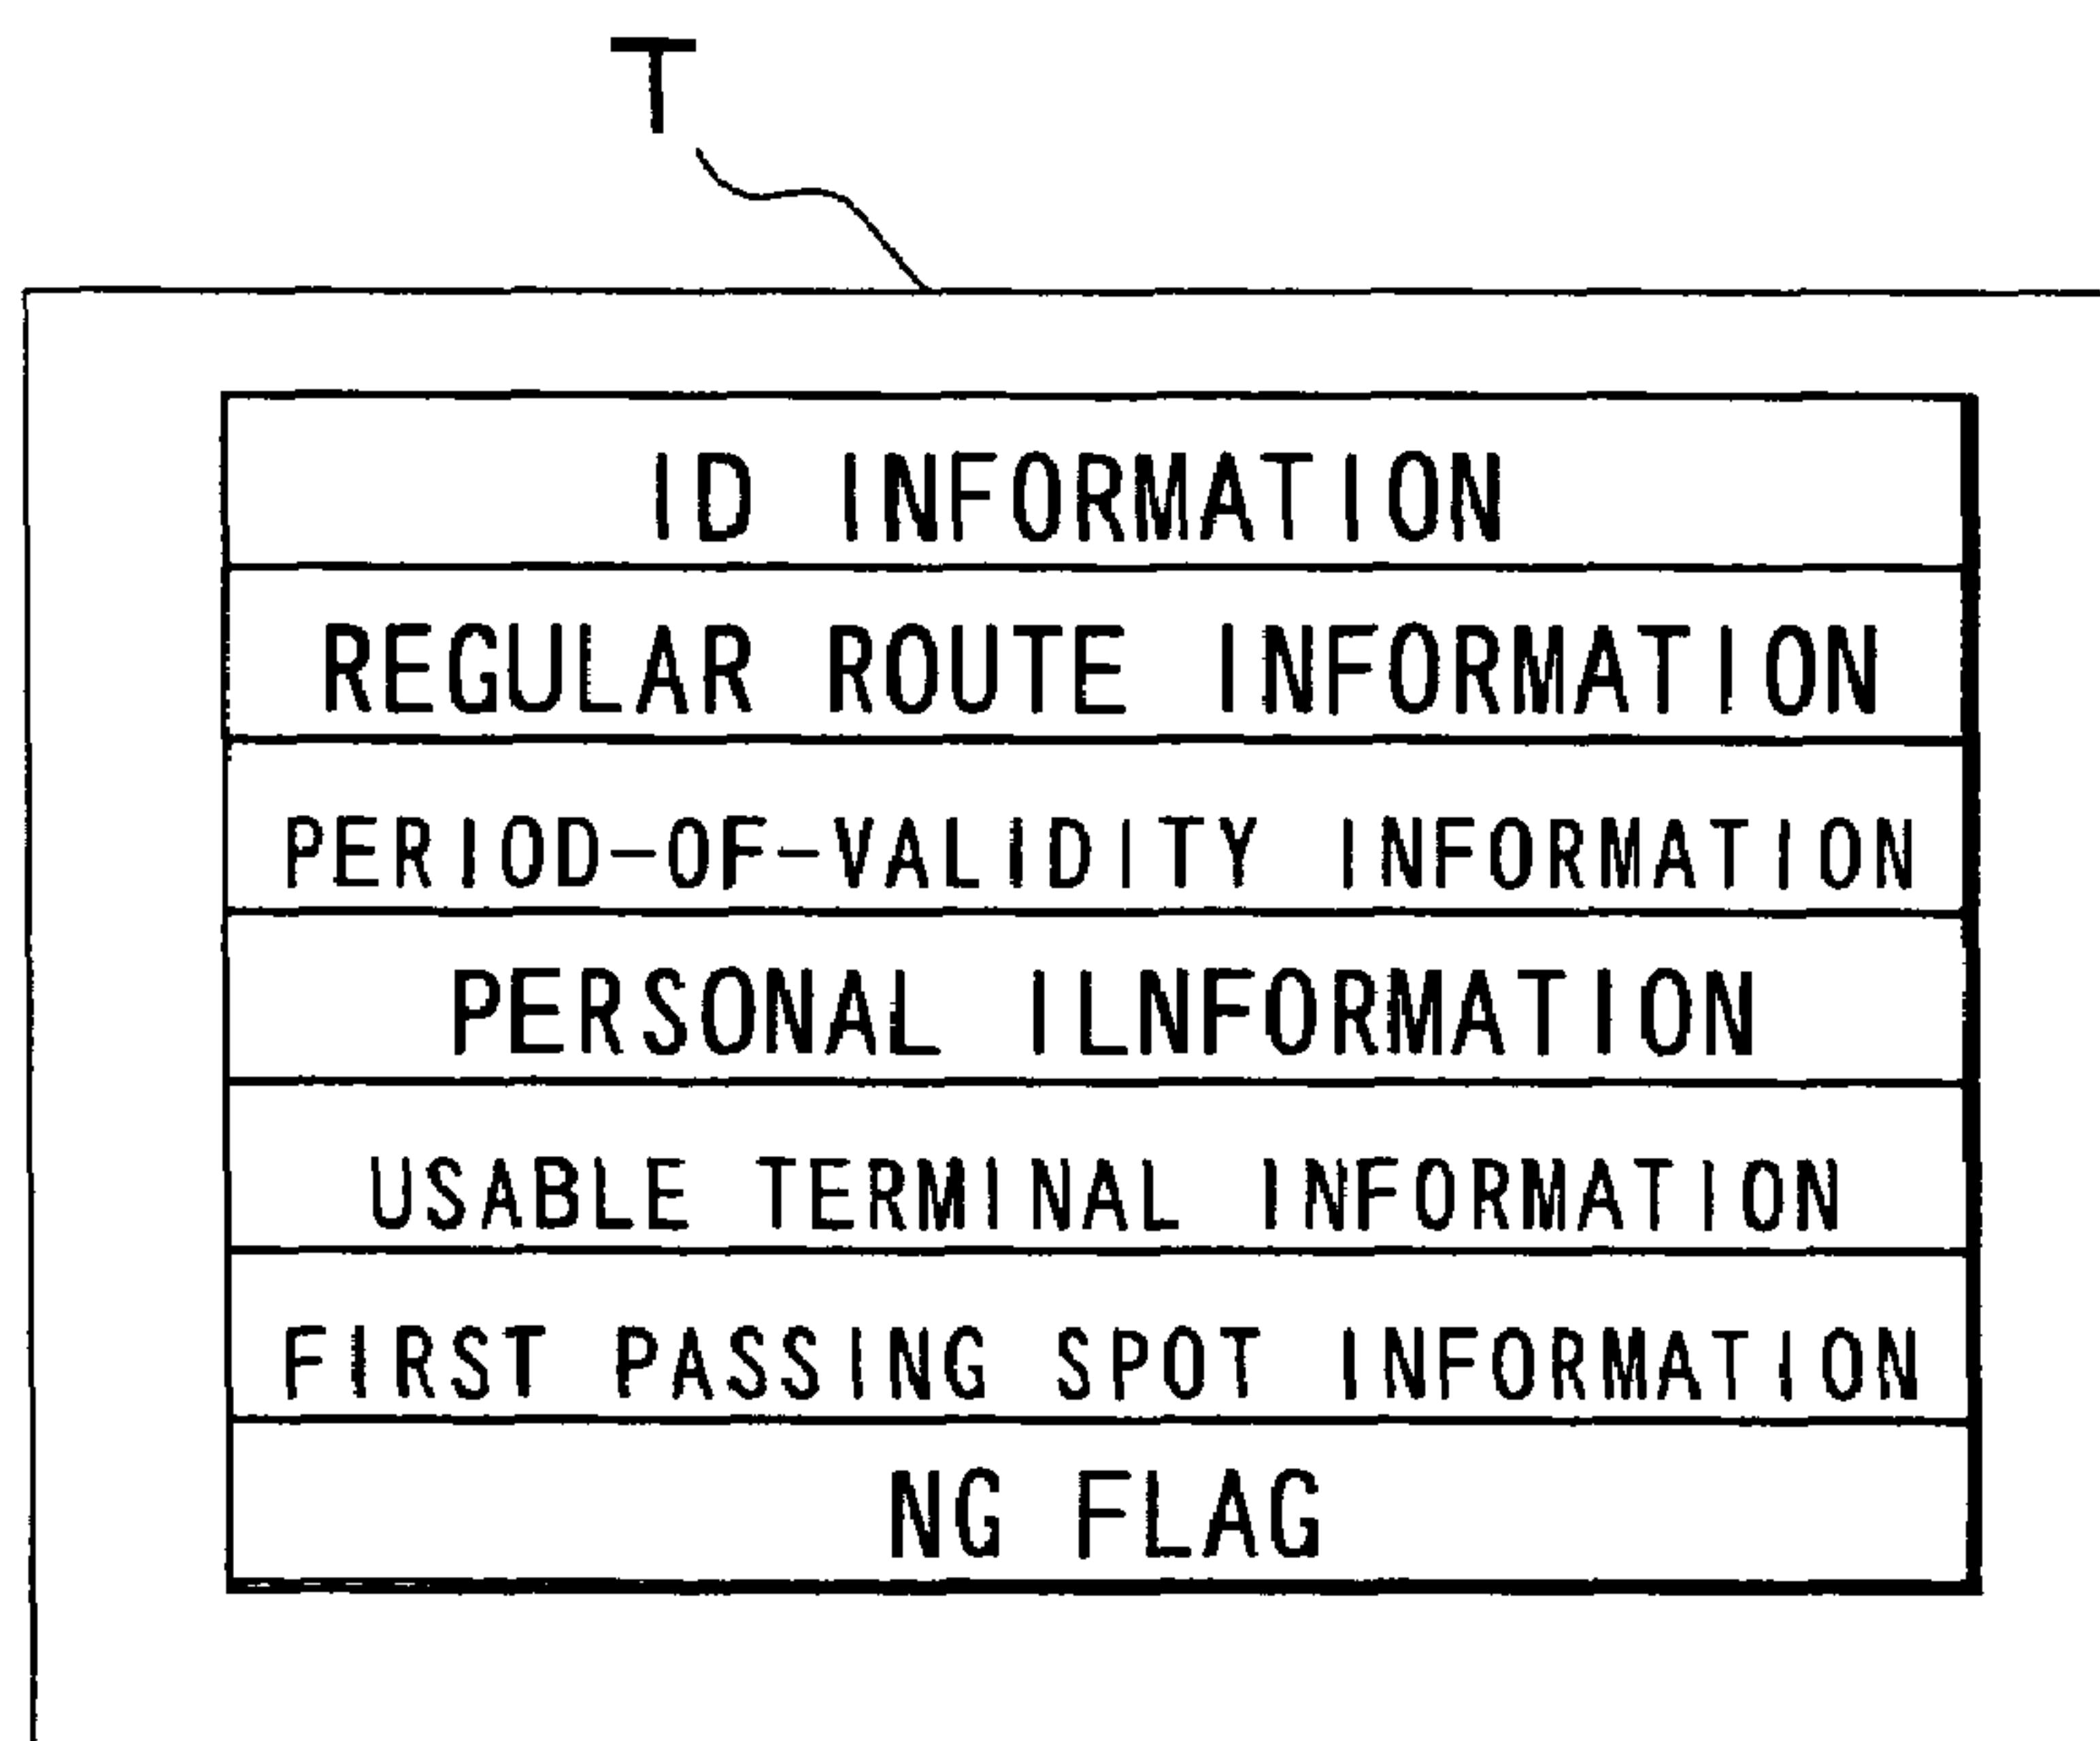 T
ID INFORMATION
REGULAR ROUTE INFORMATION
PERIOD-OF-VALIDITY INFORMATION
PERSONAL ILNFORMATION
USABLE TERMINAL INFORMATION
FIRST PASSING SPOT INFORMATION
NG FLAG